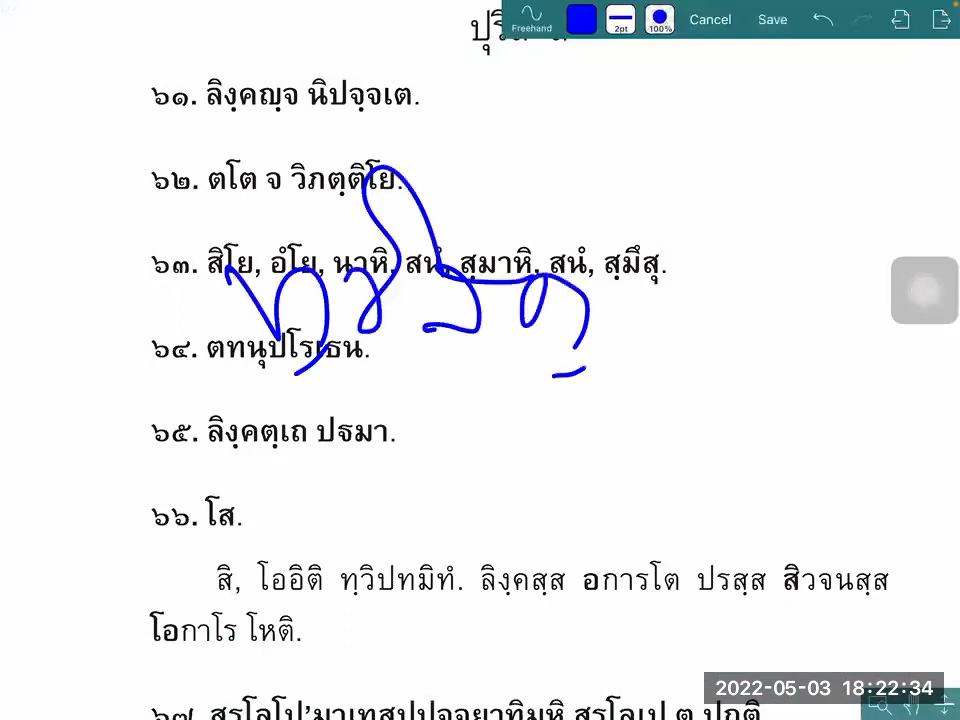 Freehand 2pt 100% Cancel Save
๖๑. ลิงฺคญฺจ นิปจฺจเต.
๖๒. ตโต จ วิภตฺติโย.
๖๓. สิโย, อํโย, นาหิ, สนํ, สฺมาหิ, สนํ, สฺมึสุ.
๖๔. ตทนุปโรเธน.
๖๕. ลิงฺคตฺเถ ปฐมา.
๖๖. โส.
สิ, โออิติ ทฺวิปทมิทํ. ลิงฺคสฺส อการโต ปรสฺส สิวจนสฺส
โอกาโร โหติ.
2022-05-03 18:22:34